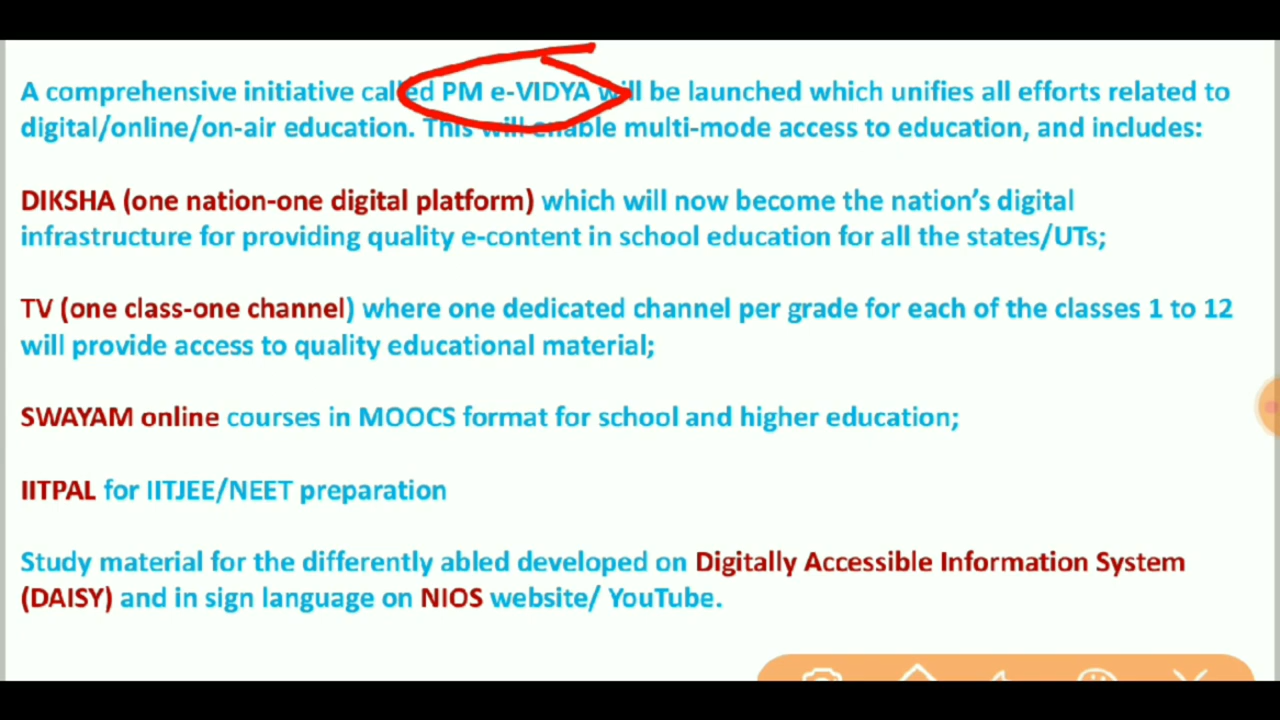 A comprehensive initiative called PM e-VIDYA will be launched which unifies all efforts related to
digital/online/on-air education. This will enable multi-mode access to education, and includes:
DIKSHA (one nation-one digital platform) which will now become the nation's digital
infrastructure for providing quality e-content in school education for all the states/UTs;
TV (one class-one channel) where one dedicated channel per grade for each of the classes 1 to 12
will provide access to quality educational material;
SWAYAM online courses in MOOCS format for school and higher education;
IITPAL for IITJEE/NEET preparation
Study material for the differently abled developed on Digitally Accessible Information System
(DAISY) and in sign language on NIOS website/ YouTube.